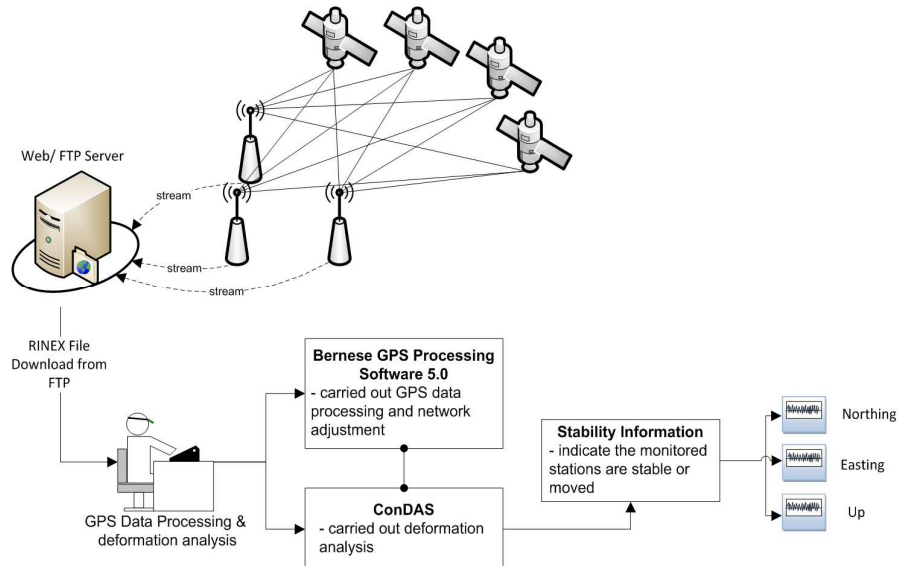 Web/ FTP Server
stream
stream
stream
RINEX File
Download from
FTP
GPS Data Processing &
deformation analysis
Bernese GPS Processing
Software 5.0
- carried out GPS data
processing and network
adjustment
ConDAS
- carried out deformation
analysis
Stability Information
- indicate the monitored
stations are stable or
moved
Northing
Easting
Up